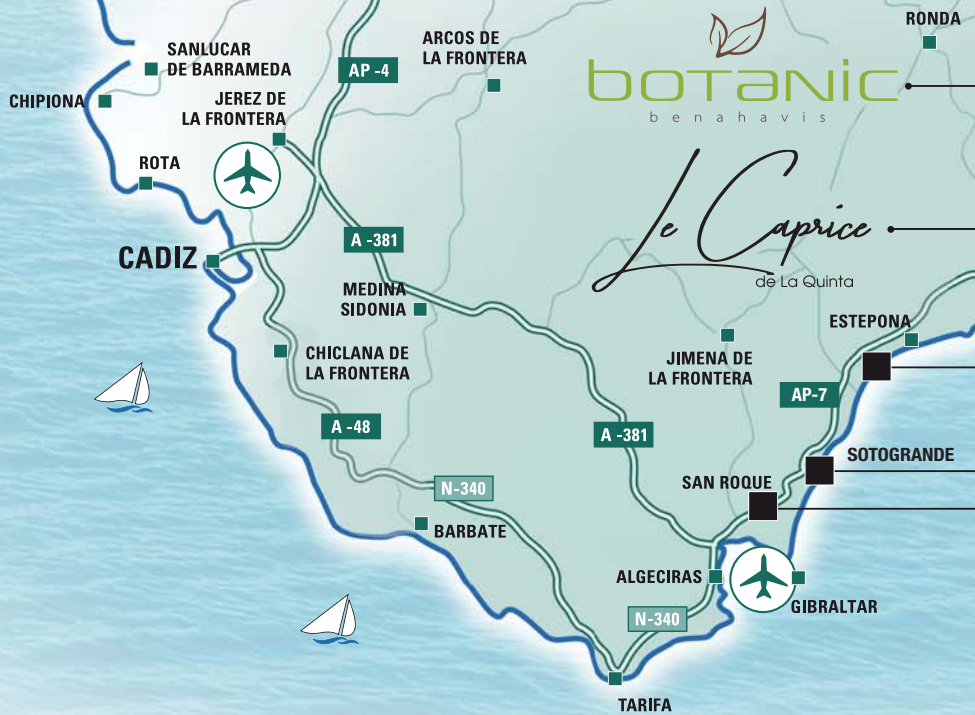 RONDA
ARCOS DE
LA FRONTERA
SANLUCAR
DE BARRAMEDA
AP -4
botanic
benahavis
CHIPIONA
JEREZ DE
LA FRONTERA
ROTA
Le Caprice
de La Quinta
CADIZ
A -381
MEDINA
SIDONIA
ESTEPONA
CHICLANA DE
LA FRONTERA
JIMENA DE
LA FRONTERA
AP-7
A -48
A -381
SOTOGRANDE
SAN ROQUE
N-340
BARBATE
ALGECIRAS
GIBRALTAR
N-340
TARIFA